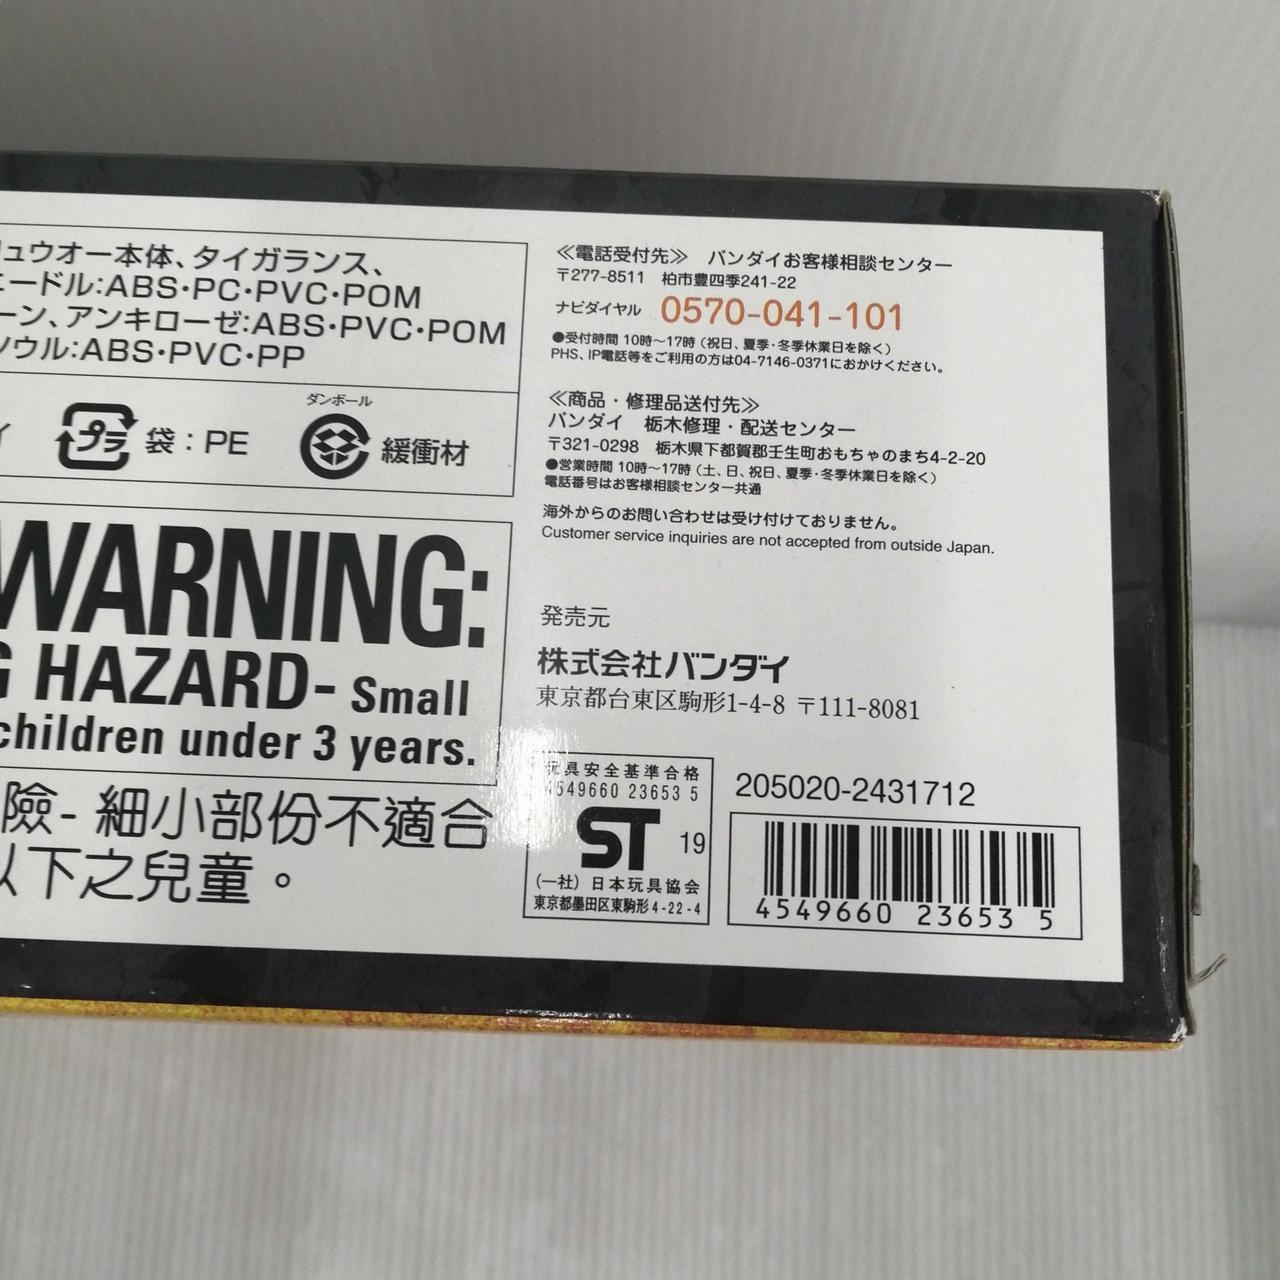 リュウオー本体、タイガランス、
ニードル:ABS・PC・PVC・POM
ーン、アンキローゼ:ABS・PVC・POM
ソウル:ABS・PVC・PP
ダンボール
プラ 袋:PE 緩衝材
WARNING:
G HAZARD- Small
children under 3 years.
險- 細小部份不適合
以下之兒童。
≪電話受付先≫ バンダイお客様相談センター
〒277-8511 柏市豊四季241-22
ナビダイヤル 0570-041-101
●受付時間 10時~17時(祝日、夏季・冬季休業日を除く)
PHS、IP電話等をご利用の方は04-7146-0371におかけください。
≪商品・修理品送付先≫
バンダイ 栃木修理・配送センター
〒321-0298 栃木県下都賀郡壬生町おもちゃのまち4-2-20
●営業時間 10時~17時(土、日、祝日、夏季・冬季休業日を除く)
電話番号はお客様相談センター共通
海外からのお問い合わせは受け付けておりません。
Customer service inquiries are not accepted from outside Japan.
発売元
株式会社バンダイ
東京都台東区駒形1-4-8 〒111-8081
玩具安全基準合格
4549660 23653 5
ST 19
(一社)日本玩具協会
東京都墨田区東駒形4-22-4
205020-2431712
4549660 23653 5